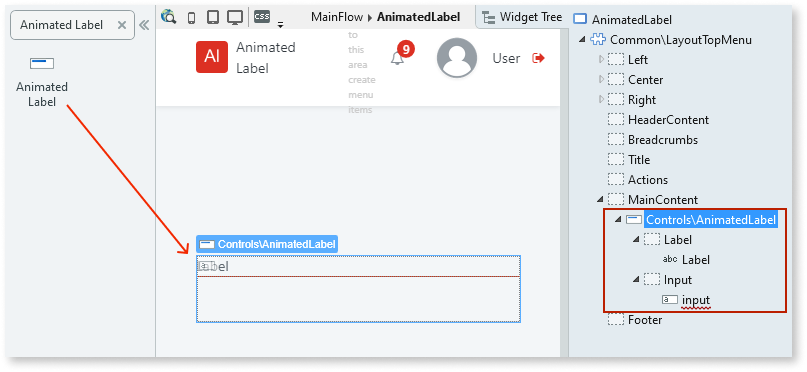 Animated Label
Animated
Label
css
MainFlow ▸ AnimatedLabel
Widget Tree
AI
Animated
Label
to
this
area
create
menu
items
9
User
Controls\AnimatedLabel
Label
AnimatedLabel
Common\LayoutTopMenu
Left
Center
Right
HeaderContent
Breadcrumbs
Title
Actions
MainContent
Controls\AnimatedLabel
Label
abc Label
Input
a input
Footer